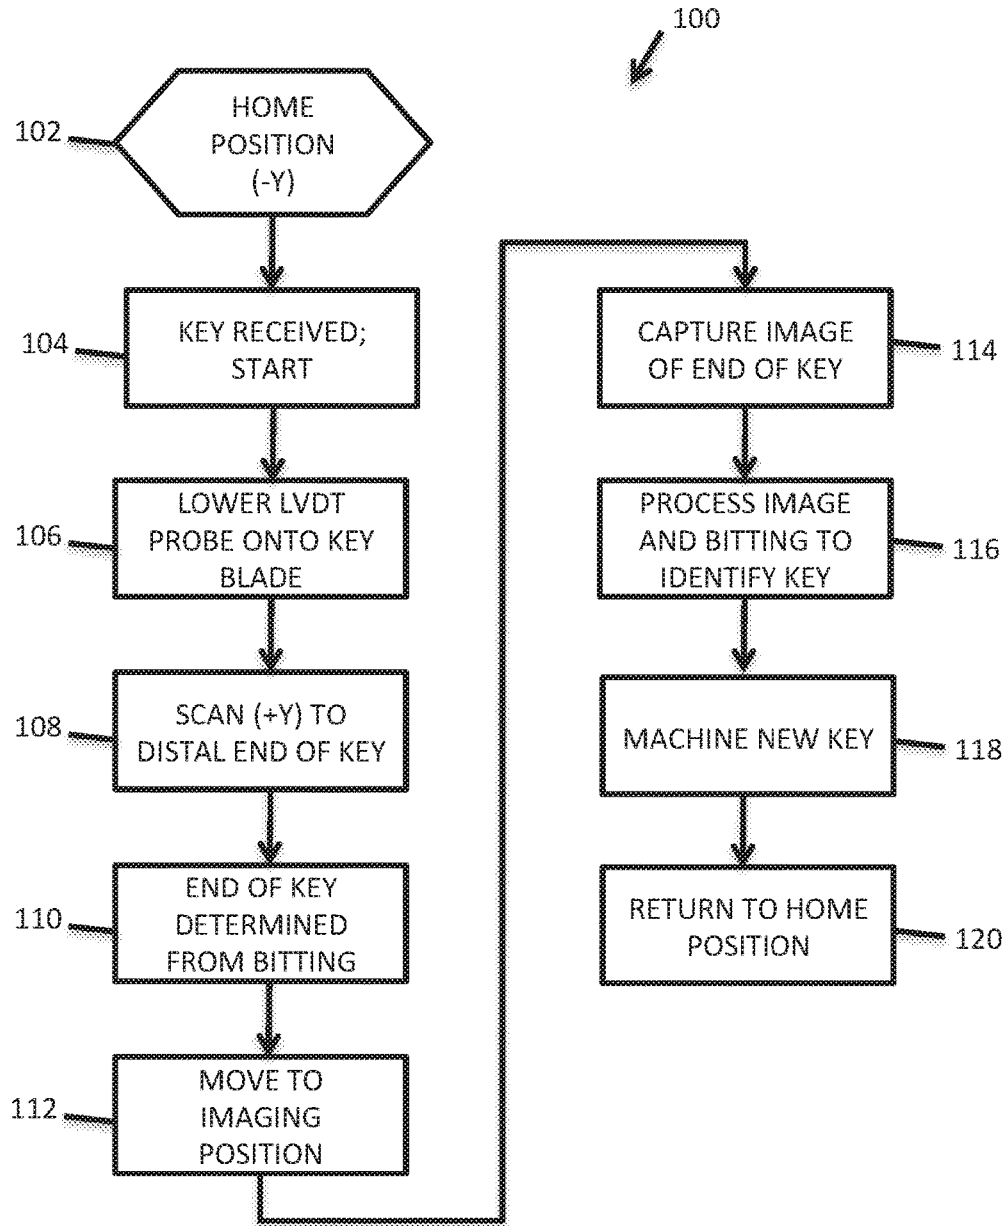 100
102
HOME
POSITION
(-Y)
104
KEY RECEIVED;
START
106
LOWER LVDT
PROBE ONTO KEY
BLADE
108
SCAN (+Y) TO
DISTAL END OF KEY
110
END OF KEY
DETERMINED
FROM BITTING
112
MOVE TO
IMAGING
POSITION
CAPTURE IMAGE
OF END OF KEY
114
PROCESS IMAGE
AND BITTING TO
IDENTIFY KEY
116
MACHINE NEW KEY
118
RETURN TO HOME
POSITION
120